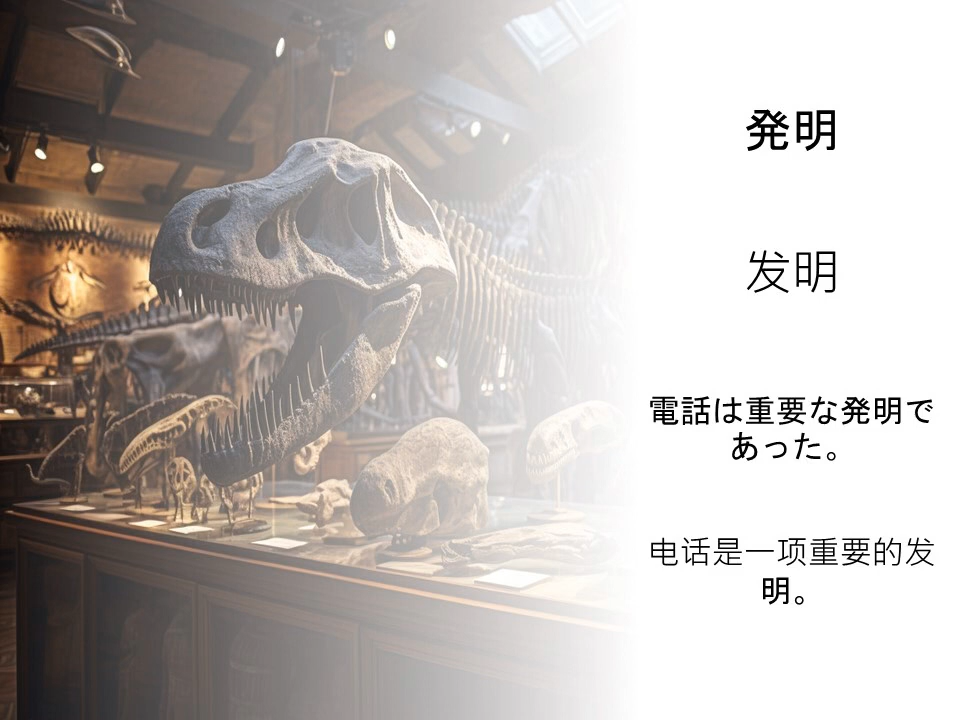 発明
发明
電話は重要な発明で
あった。
电话是一项重要的发
明。